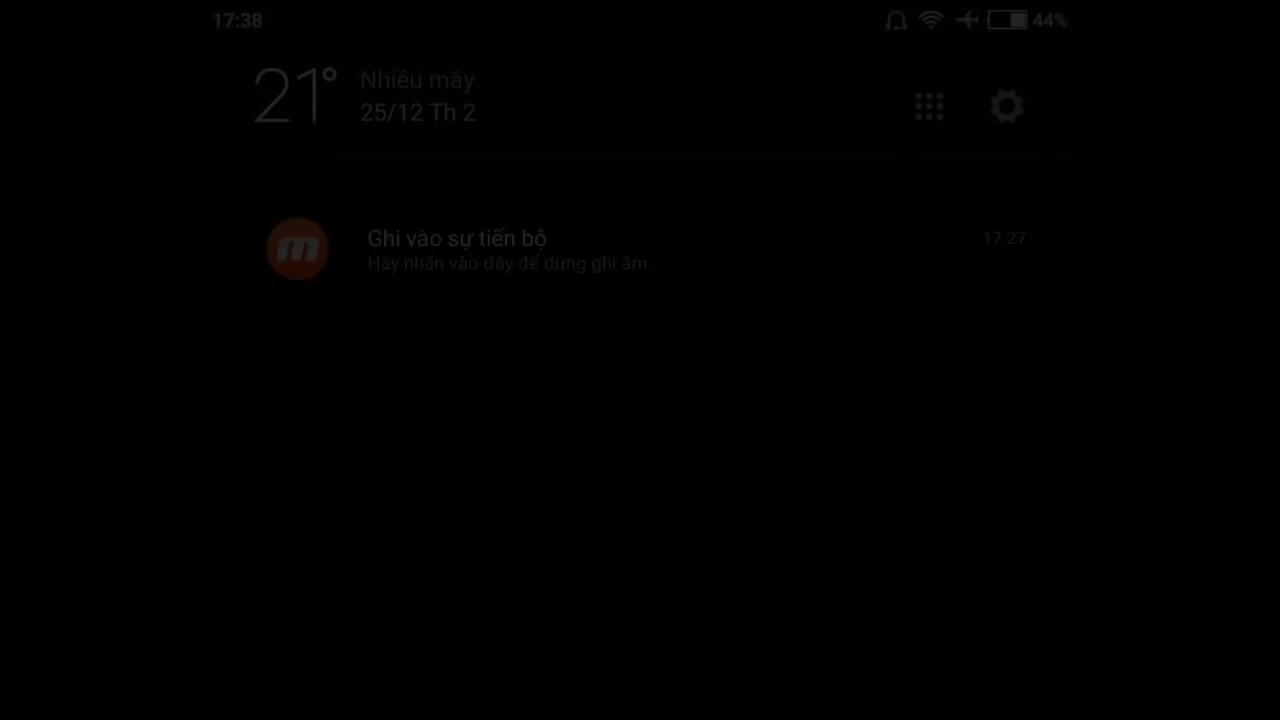 17:38
44%
21°
Nhiều mây
25/12 Th 2
m
Ghi vào sự tiến bộ
17:27
Hãy nhấn vào đây để dừng ghi âm.